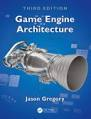 THIRD EDITION
Game Engine
Architecture
Jason Gregory